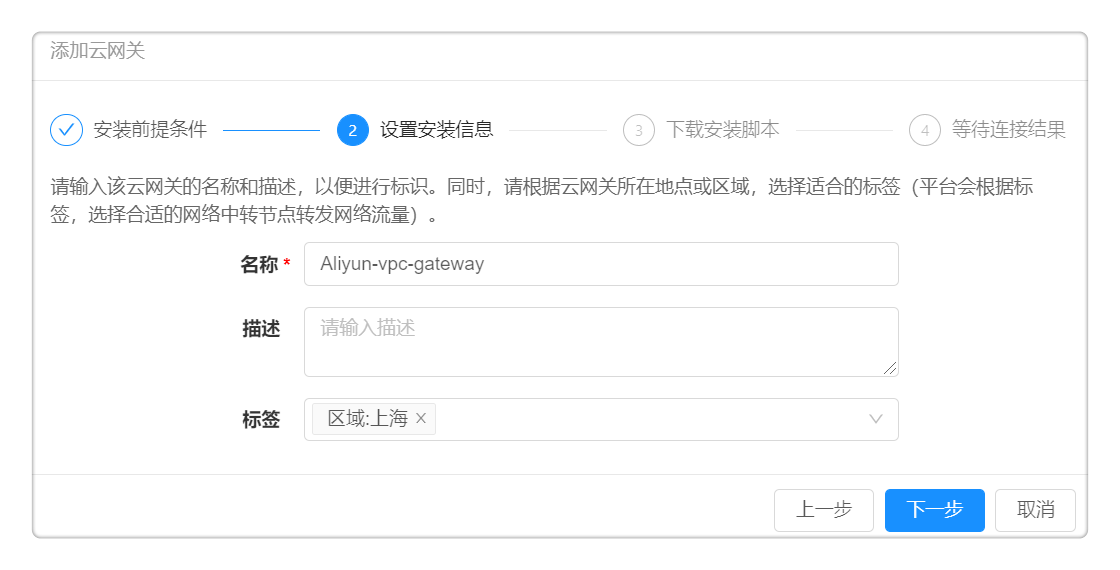 添加云网关
安装前提条件 2 设置安装信息 3 下载安装脚本 4 等待连接结果
请输入该云网关的名称和描述，以便进行标识。同时，请根据云网关所在地点或区域，选择适合的标签（平台会根据标
签，选择合适的网络中转节点转发网络流量）。
名称 * Aliyun-vpc-gateway
描述 请输入描述
标签 区域:上海 ×
上一步 下一步 取消